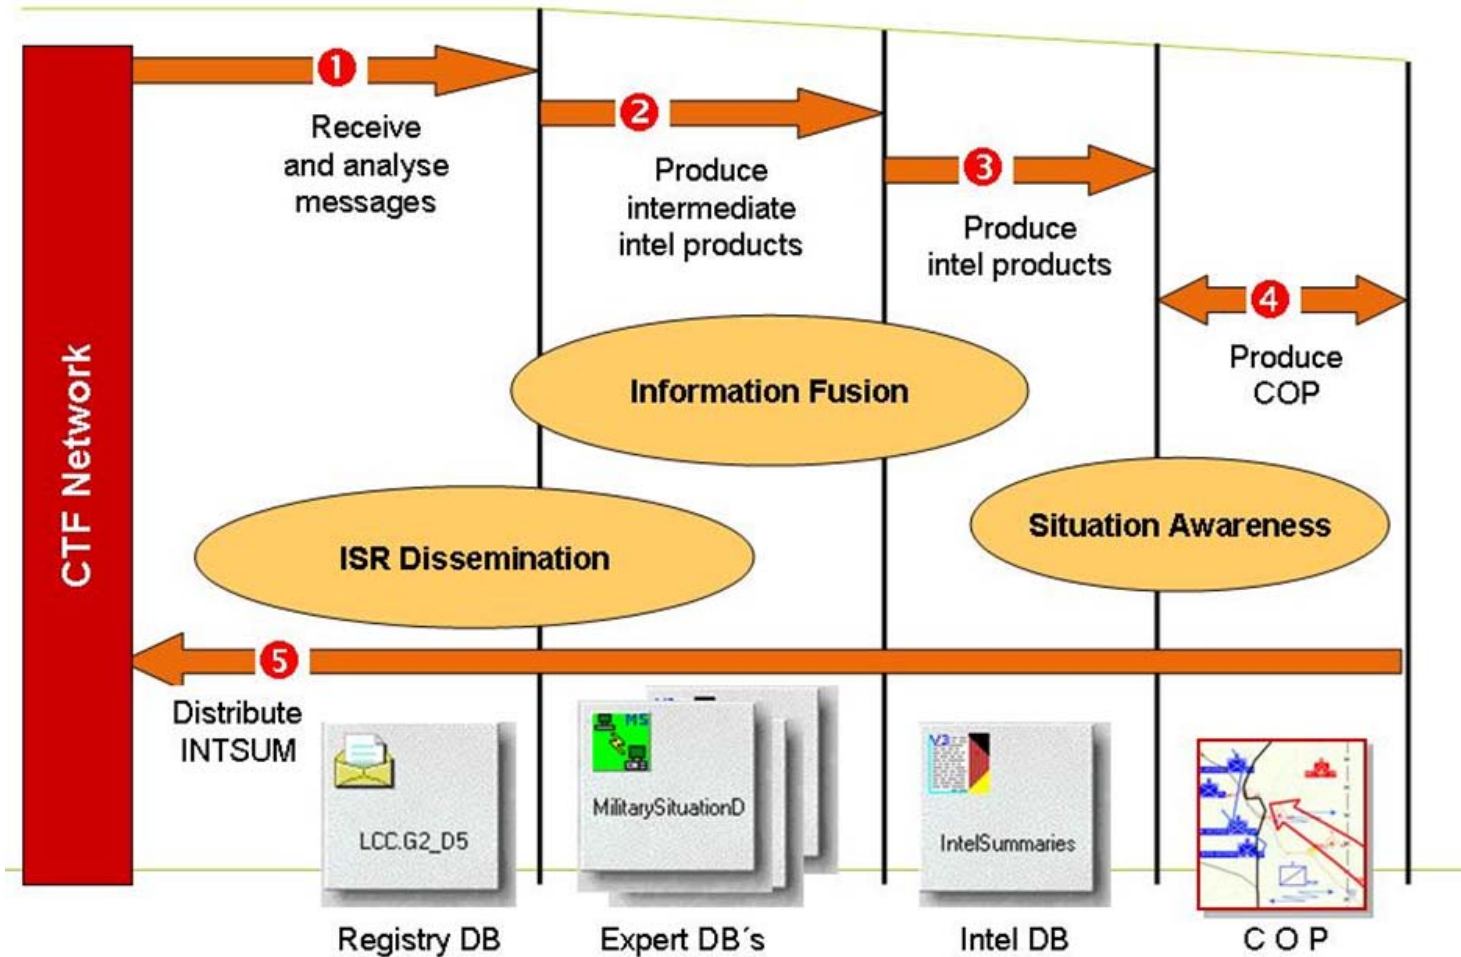 1
Receive
and analyse
messages
2
Produce
intermediate
intel products
3
Produce
intel products
4
Produce
COP
CTF Network
Information Fusion
Situation Awareness
ISR Dissemination
5
Distribute
INTSUM
LCC.G2_D5
MS
MilitarySituationD
V3
IntelSummaries
Registry DB
Expert DB´s
Intel DB
C O P